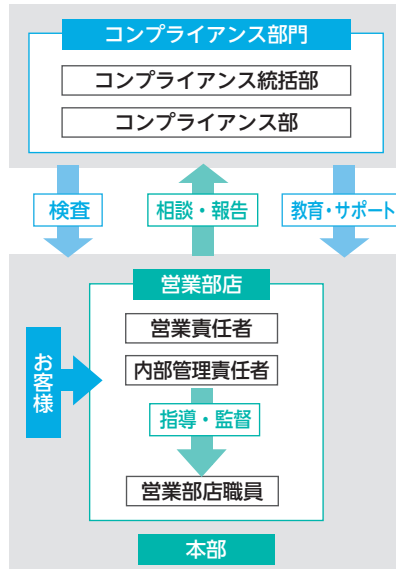 コンプライアンス部門
コンプライアンス統括部
コンプライアンス部
検査
相談・報告
教育・サポート
営業部店
営業責任者
内部管理責任者
お客様
指導・監督
営業部店職員
本部